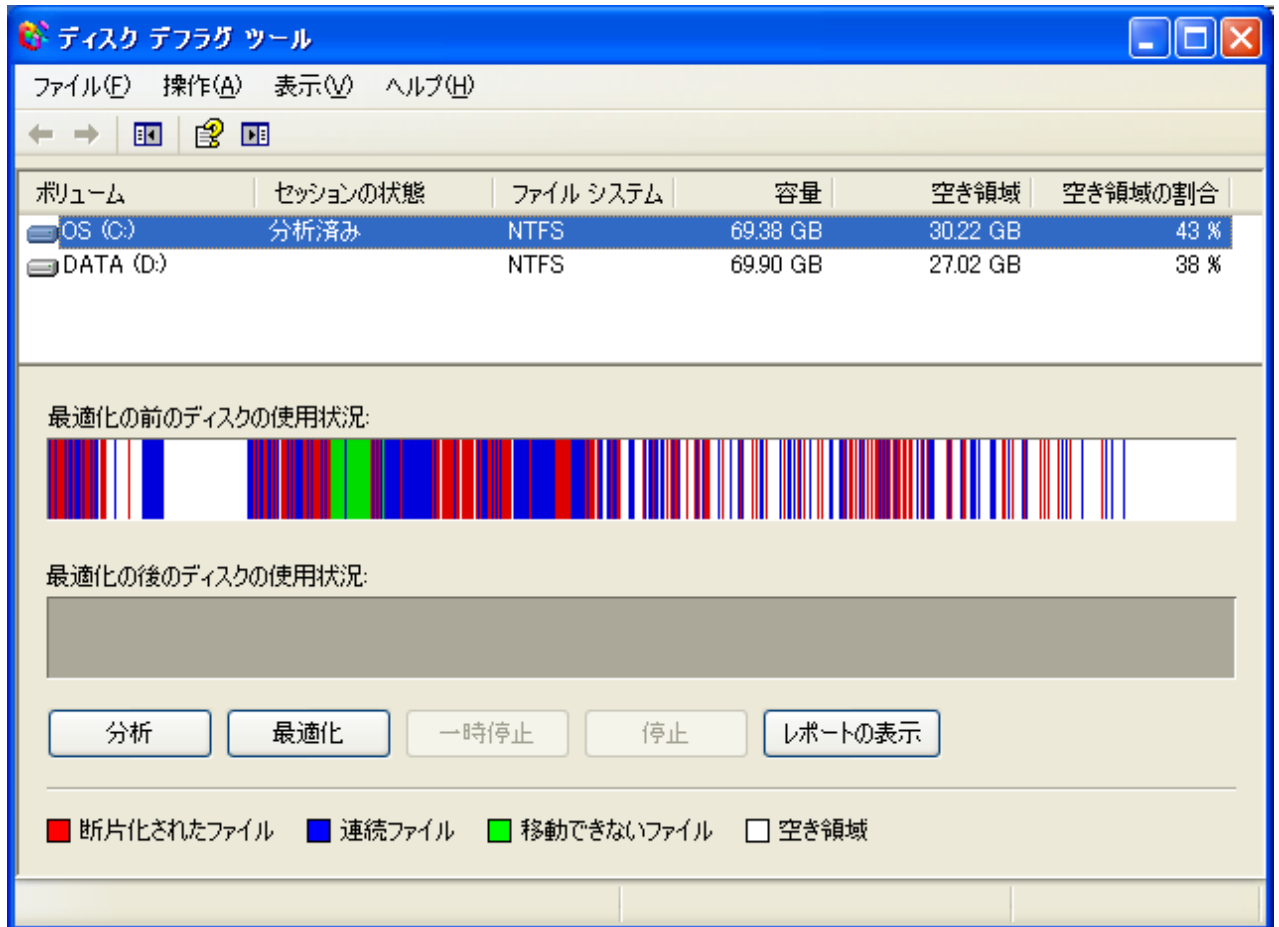 ディスク デフラグ ツール
ファイル(F) 操作(A) 表示(V) ヘルプ(H)
ボリューム セッションの状態 ファイル システム 容量 空き領域 空き領域の割合
OS (C:) 分析済み NTFS 69.38 GB 30.22 GB 43 %
DATA (D:) NTFS 69.90 GB 27.02 GB 38 %
最適化の前のディスクの使用状況:
最適化の後のディスクの使用状況:
分析 最適化 一時停止 停止 レポートの表示
断片化されたファイル 連続ファイル 移動できないファイル 空き領域